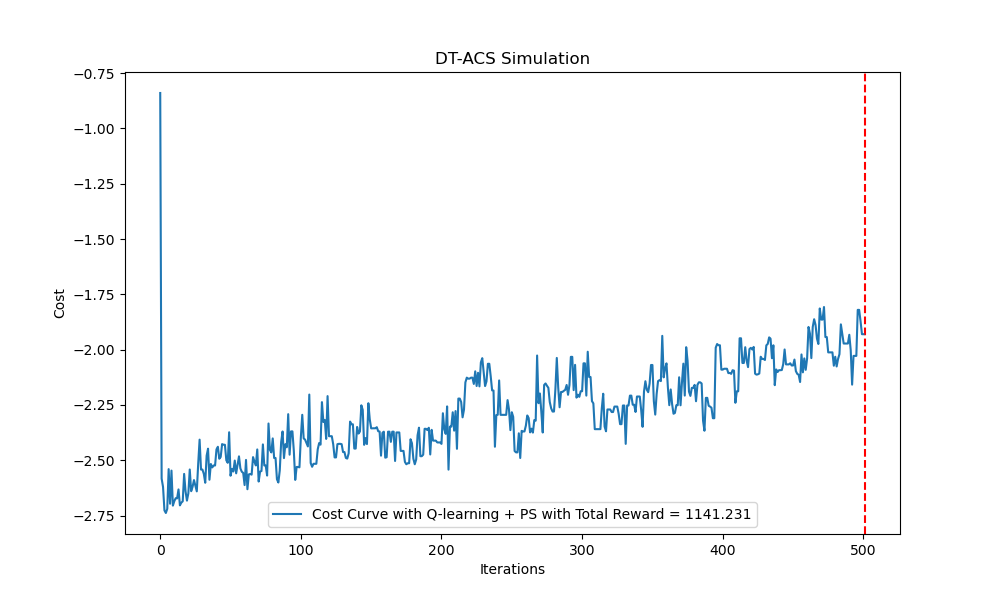 DT-ACS Simulation
−0.75
−1.00
−1.25
−1.50
−1.75
−2.00
−2.25
−2.50
−2.75
Cost
Cost Curve with Q-learning + PS with Total Reward = 1141.231
0 100 200 300 400 500
Iterations